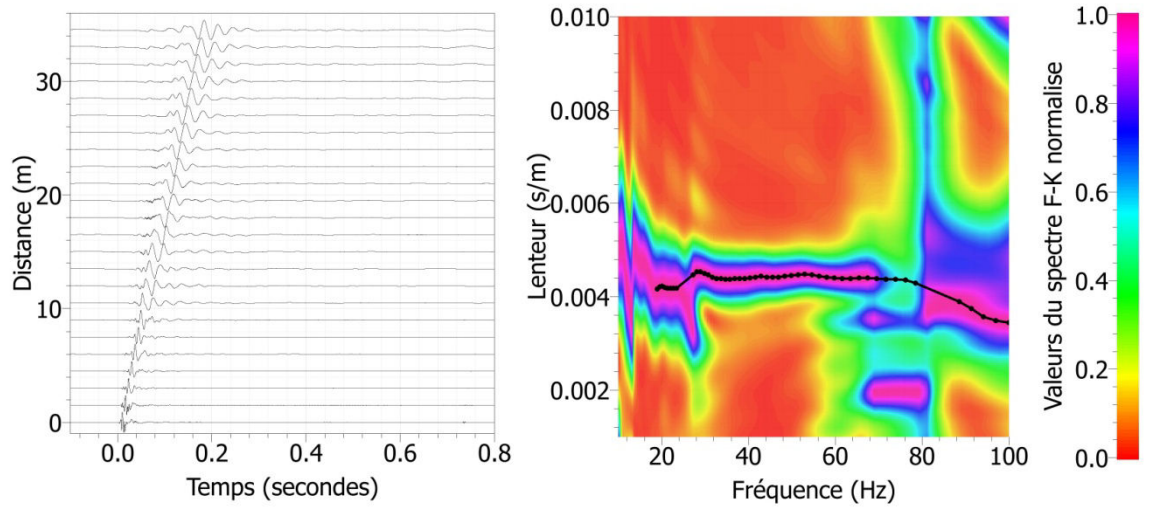 Distance (m)
30
20
10
0
0.0 0.2 0.4 0.6 0.8
Temps (secondes)
Lenteur (s/m)
0.010
0.008
0.006
0.004
0.002
20 40 60 80 100
Fréquence (Hz)
Valeurs du spectre F-K normalise
1.0
0.8
0.6
0.4
0.2
0.0